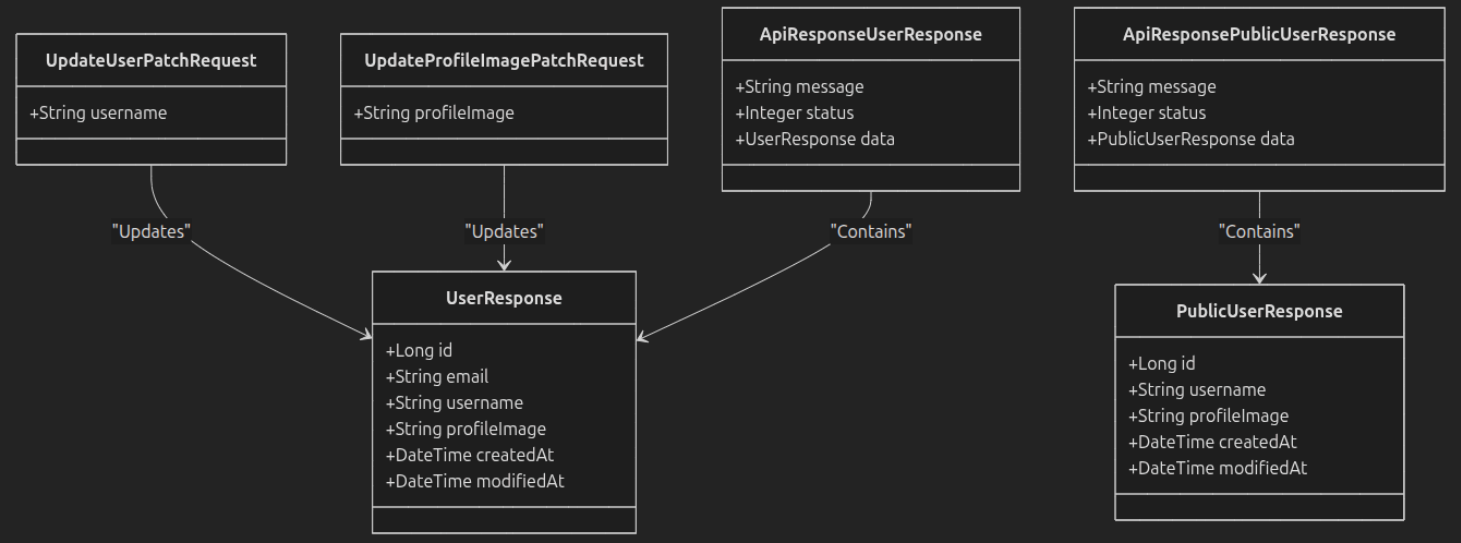 UpdateUserPatchRequest
+String username
UpdateProfileImagePatchRequest
+String profileImage
ApiResponseUserResponse
+String message
+Integer status
+UserResponse data
ApiResponsePublicUserResponse
+String message
+Integer status
+PublicUserResponse data
"Updates"
"Updates"
"Contains"
"Contains"
UserResponse
+Long id
+String email
+String username
+String profileImage
+DateTime createdAt
+DateTime modifiedAt
PublicUserResponse
+Long id
+String username
+String profileImage
+DateTime createdAt
+DateTime modifiedAt